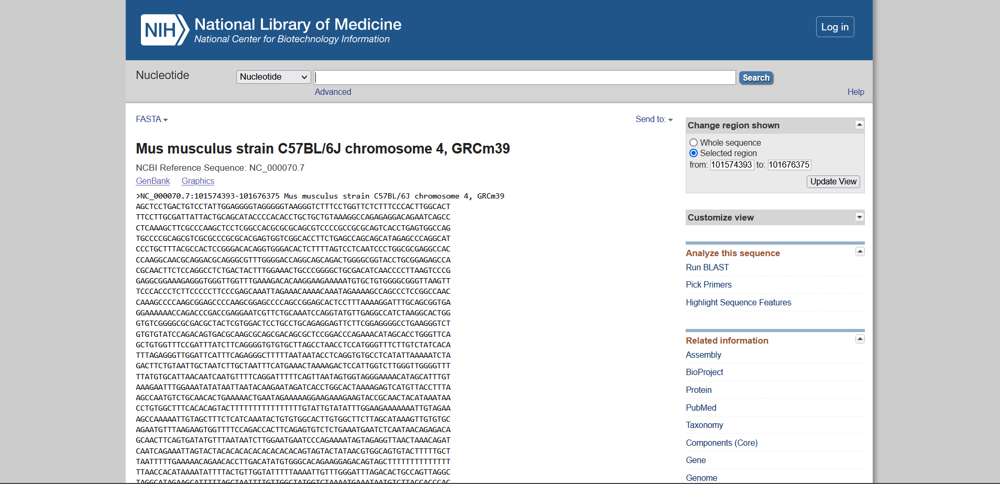 NIH National Library of Medicine
National Center for Biotechnology Information
Log in
Nucleotide
Nucleotide
Search
Advanced
Help
FASTA
Send to:
Mus musculus strain C57BL/6J chromosome 4, GRCm39
NCBI Reference Sequence: NC_000070.7
GenBank Graphics
>NC_000070.7:101574393-101676375 Mus musculus strain C57BL/6J chromosome 4, GRCm39
AGCTCCTGACTGTCCTATTGGAGGGGTAGGGGGTAAGGGTCTTTCCTGGTTCTCTTTCCCACTTGGCACT
TTCCTTGCGATTATTACTGCAGCATACCCCACACCTGCTGCTGTAAAGGCCAGAGAGGACAGAATCAGCC
CTCAAAGCTTCGCCCAAGCTCCTCGGCCACGCGCGCAGCGTCCCCGCCGCGCAGTCACCTGAGTGGCCAG
TGCCCCGCAGCGTCGCGCCCGCGCACGAGTGGTCGGCACCTTCTGAGCCAGCAGCATAGAGCCCAGGCAT
CCCTGCTTTACGCCACTCCGGGACACAGGTGGGACACTCTTTTAGTCCTCAATCCCTGGCGCGAGGCCAC
CCAAGGCAACGCAGGACGCAGGGCGTTTGGGGACCAGGCAGCAGACTGGGGCGGTACCTGCGGAGAGCCA
CGCAACTTCTCCAGGCCTCTGACTACTTTGGAAACTGCCCGGGGCTGCGACATCAACCCCTTAAGTCCCG
GAGGCGGAAAGAGGGTGGGTTGGTTTGAAAGACACAAGGAAGAAAAATGTGCTGTGGGGCGGGTTAAGTT
TCCCACCCTCTTCCCCCTTCCCGAGCAAATTAGAAACAAAACAAATAGAAAAGCCAGCCCTCCGGCCAAC
CAAAGCCCCAAGCGGAGCCCCAAGCGGAGCCCCAGCCGGAGCACTCCTTTAAAAGGATTTGCAGCGGTGA
GGAAAAAACCAGACCCGACCGAGGAATCGTTCTGCAAATCCAGGTATGTTGAGGCCATCTAAGGCACTGG
GTGTCGGGGCGCGACGCTACTCGTGGACTCCTGCCTGCAGAGGAGTTCTTCGGAGGGGCCTGAAGGGTCT
GTGTGTATCCAGACAGTGACGCAAGCGCAGCGACAGCGCTCCGGACCCAGAAACATAGCACCTGGGTTCA
GCTGTGGTTTCCGATTTATCTTCAGGGGTGTGTGCTTAGCCTAACCTCCATGGGTTTCTTGTCTATCACA
TTTAGAGGGTTGGATTCATTTCAGAGGGCTTTTTAATAATACCTCAGGTGTGCCTCATATTAAAAATCTA
GACTTCTGTAATTGCTAATCTTGCTAATTTCATGAAACTAAAAGACTCCATTGGTCTTGGGTTGGGGTTT
TTATGTGCATTAACAATCAATGTTTTCAGGATTTTTCAGTTAATAGTGGTAGGGAAAACATAGCATTTGT
AAAGAATTTGGAAATATATAATTAATACAAGAATAGATCACCTGGCACTAAAAGAGTCATGTTACCTTTA
AGCCAATGTCTGCAACACTGAAAAACTGAATAGAAAAAGGAAGAAAGAAGTACCGCAACTACATAAATAA
CCTGTGGCTTTCACACAGTACTTTTTTTTTTTTTTTTGTATTGTATATTTGGAAGAAAAAAATTGTAGAA
AGCCAAAAATTGTAGCTTTCTCATCAAATACTGTGTGGCACTTGTGGCTTCTTAGCATAAAGTTGTGTGC
AGAATGTTTAAGAAGTGGTTTTCCAGACCACTTCAGAGTGTCTCTGAAATGAATCTCAATAACAGAGACA
GCAACTTCAGTGATATGTTTAATAATCTTGGAATGAATCCCAGAAAATAGTAGAGGTTAACTAAACAGAT
CAATCAGAAATTAGTACTACACACACACACACACAGTAGTACTATAACGTGGCAGTGTACTTTTTGCT
TAATTTTTGAAAAACAGAACACCTTGACATATGTGGGCACAGAAGGAGACAGTAGCTTTTTTTTTTTTTT
TTAACCACATAAAATATTTTACTGTTGGTATTTTTAAAATTGTTTGGGATTTAGACACTGCCAGTTAGGC
Change region shown
Whole sequence
Selected region
from: 101574393 to: 101676375
Update View
Customize view
Analyze this sequence
Run BLAST
Pick Primers
Highlight Sequence Features
Related information
Assembly
BioProject
Protein
PubMed
Taxonomy
Components (Core)
Gene
Genome